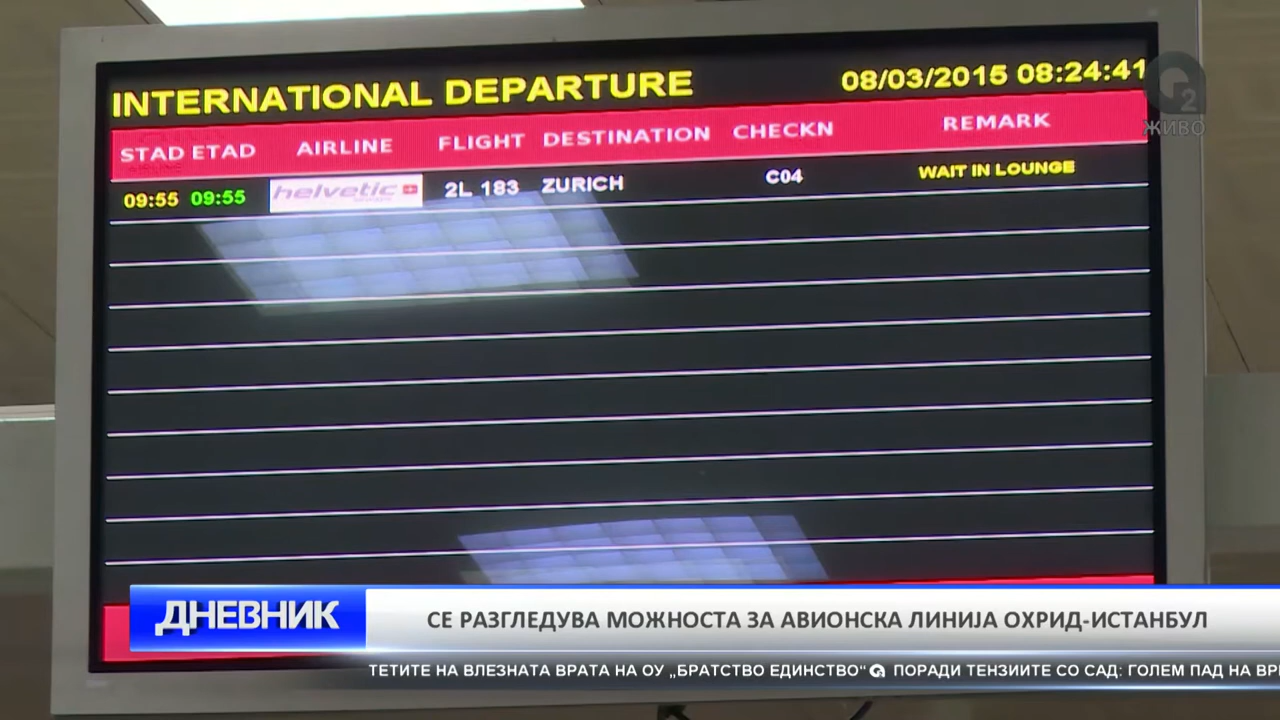 INTERNATIONAL DEPARTURE 08/03/2015 08:24:41
STAD ETAD AIRLINE FLIGHT DESTINATION CHECKN REMARK
09:55 09:55 helvetic 2L 183 ZURICH C04 WAIT IN LOUNGE
2
ЖИВО
ДНЕВНИК
СЕ РАЗГЛЕДУВА МОЖНОСТА ЗА АВИОНСКА ЛИНИЈА ОХРИД-ИСТАНБУЛ
ТЕТИТЕ НА ВЛЕЗНАТА ВРАТА НА ОУ „БРАТСТВО ЕДИНСТВО“ ПОРАДИ ТЕНЗИИТЕ СО САД: ГОЛЕМ ПАД НА ВР